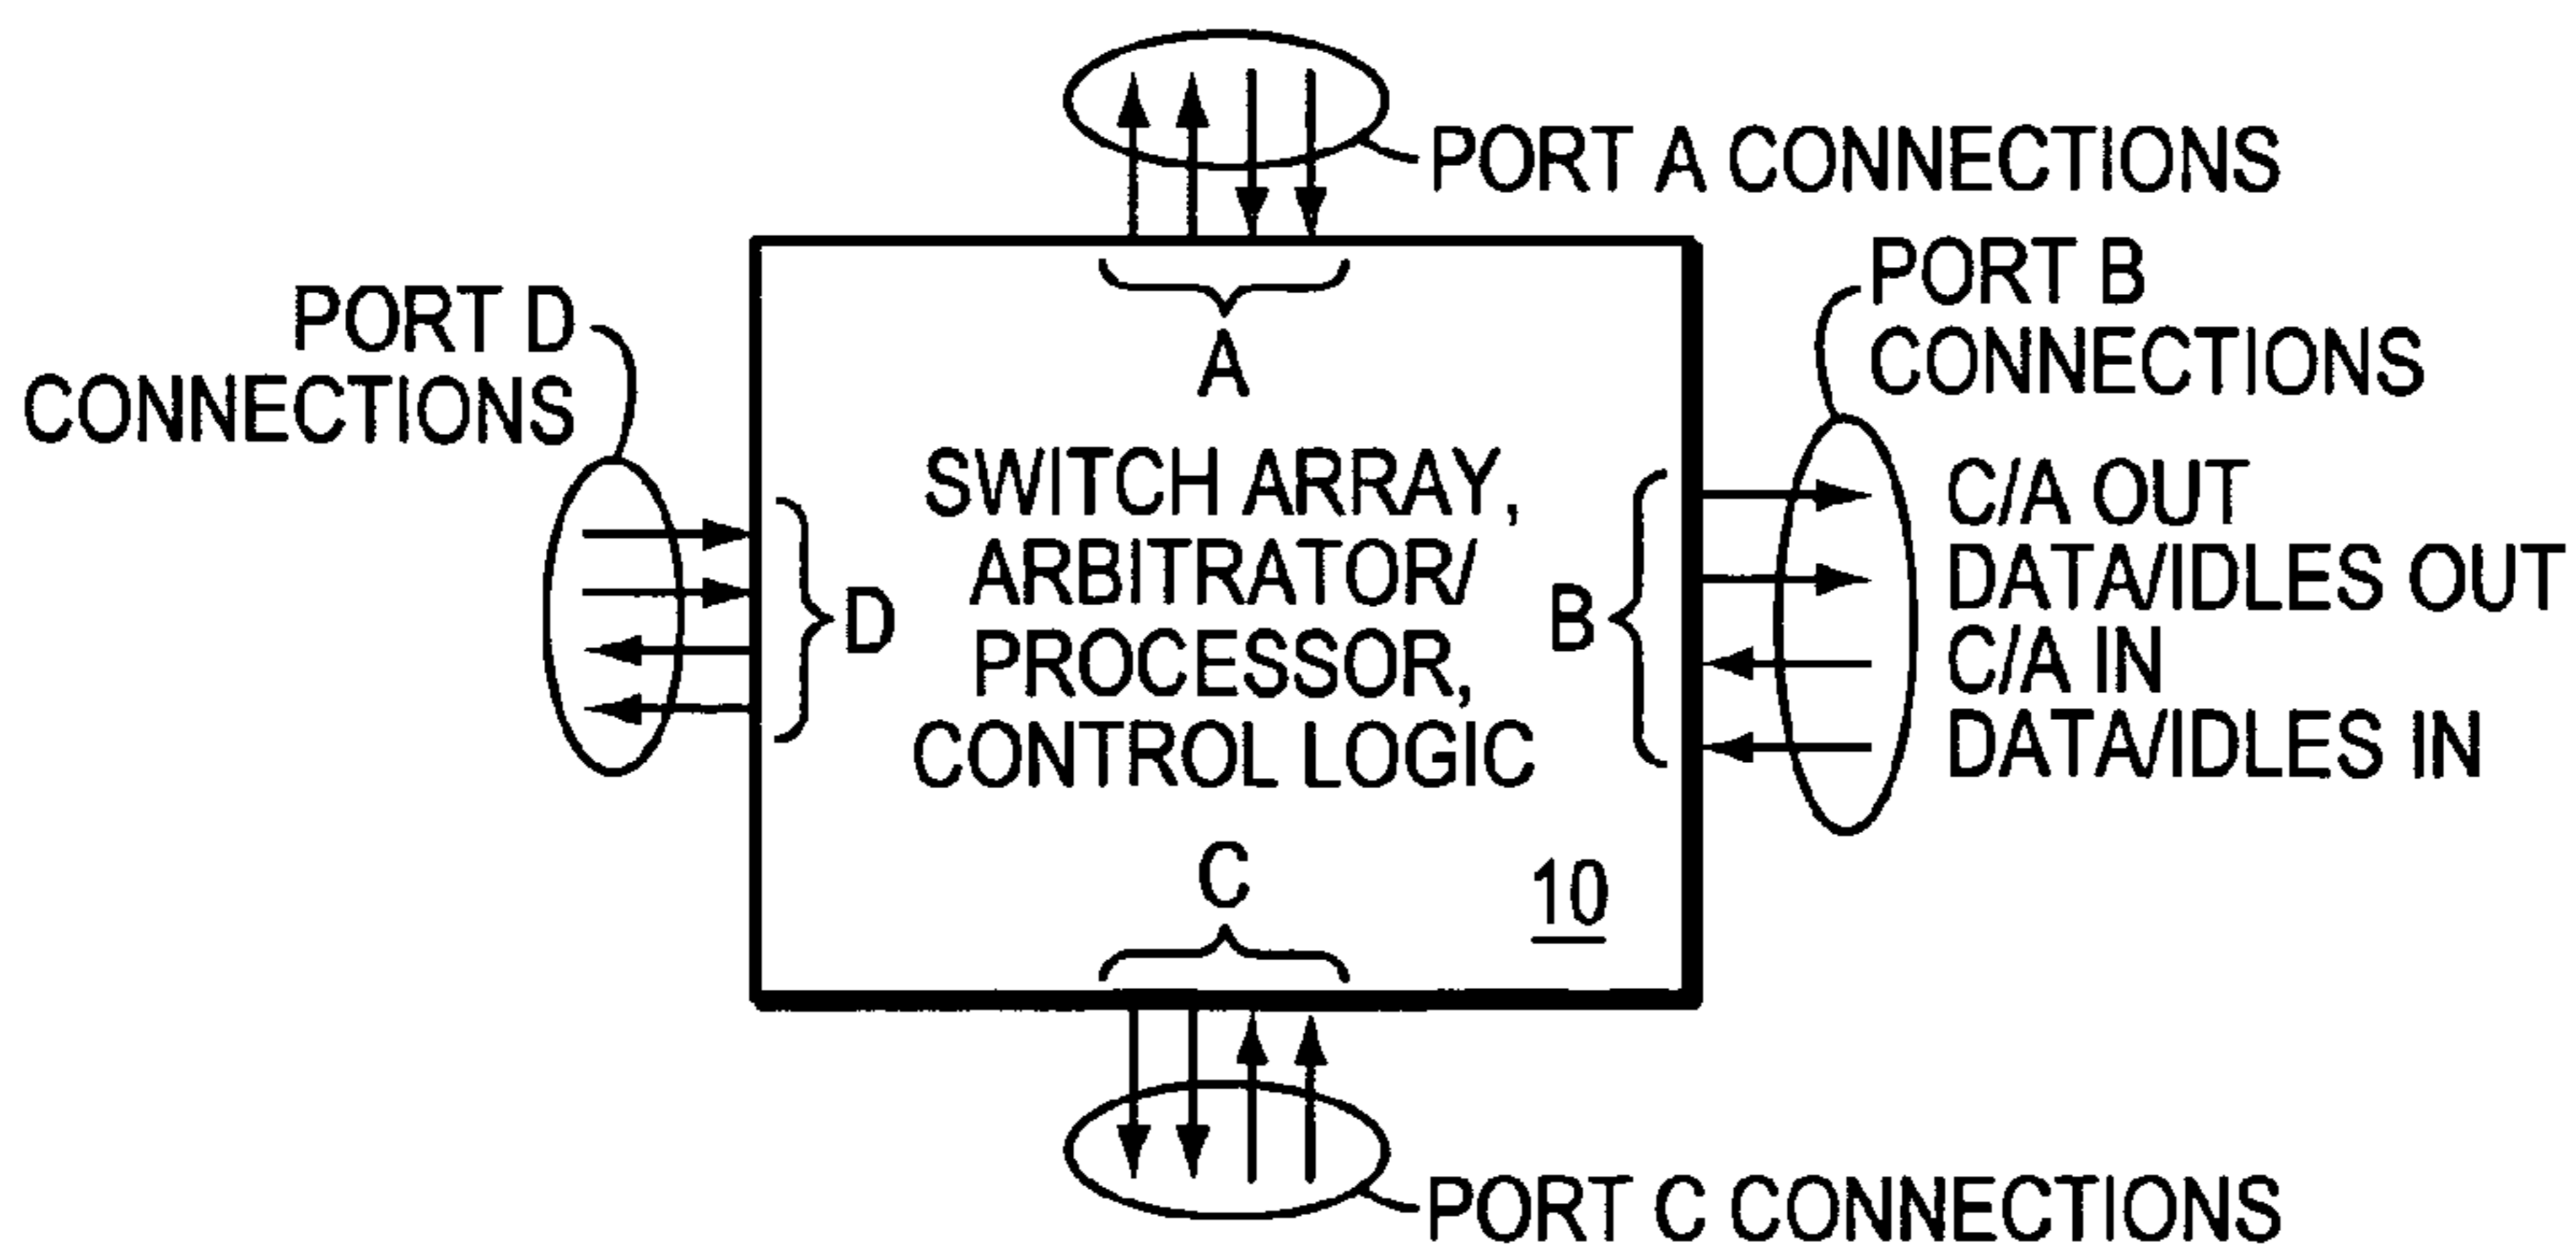 PORT A CONNECTIONS
PORT B
CONNECTIONS
PORT D
CONNECTIONS
A
SWITCH ARRAY,
ARBITRATOR/
PROCESSOR,
CONTROL LOGIC
D
B
C/A OUT
DATA/IDLES OUT
C/A IN
DATA/IDLES IN
C
10
PORT C CONNECTIONS